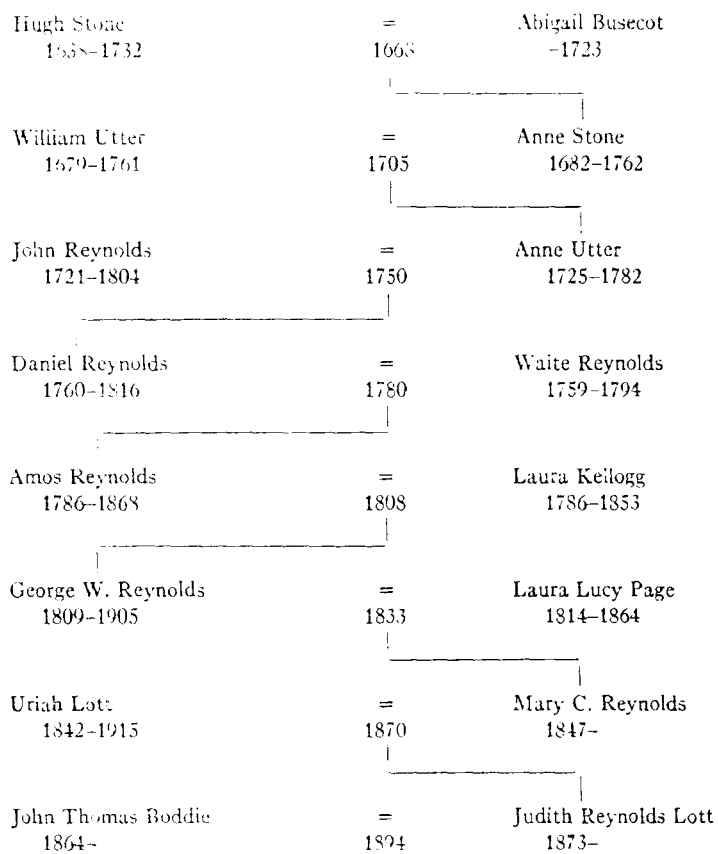 Hugh Stone = Abigail Busecot
1638–1732 1668 –1723
William Utter = Anne Stone
1679–1761 1705 1682–1762
John Reynolds = Anne Utter
1721–1804 1750 1725–1782
Daniel Reynolds = Waite Reynolds
1760–1816 1780 1759–1794
Amos Reynolds = Laura Kellogg
1786–1868 1808 1786–1853
George W. Reynolds = Laura Lucy Page
1809–1905 1833 1814–1864
Uriah Lott = Mary C. Reynolds
1842–1915 1870 1847–
John Thomas Boddie = Judith Reynolds Lott
1864– 1894 1873–